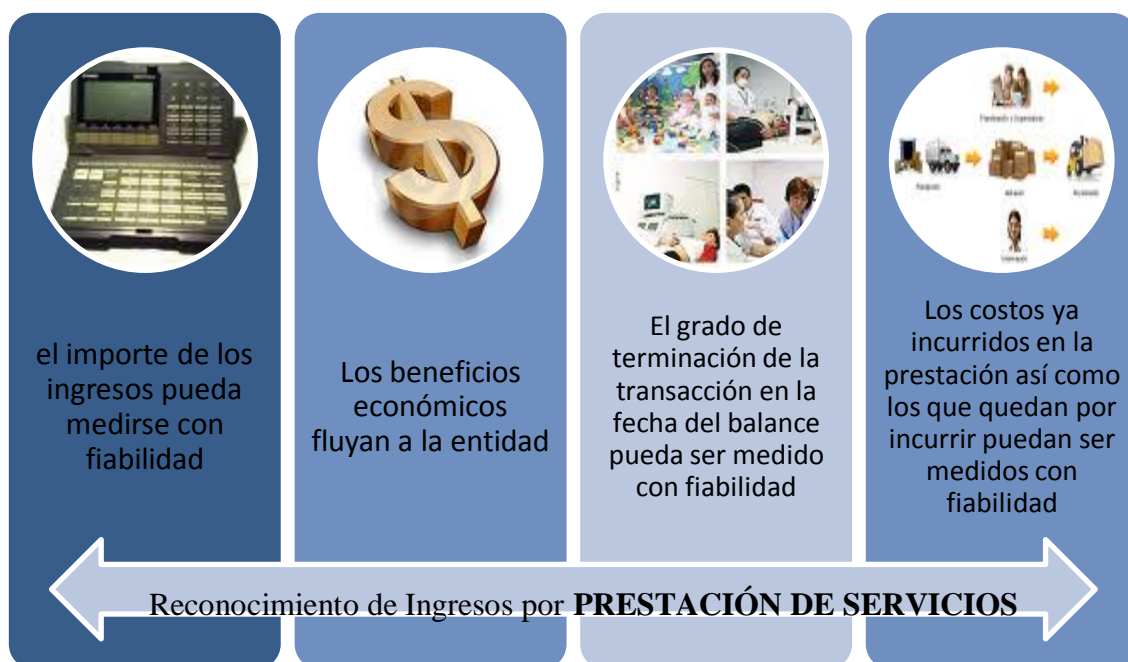 el importe de los
ingresos pueda
medirse con
fiabilidad
Los beneficios
económicos
fluyan a la entidad
El grado de
terminación de la
transacción en la
fecha del balance
pueda ser medido
con fiabilidad
Los costos ya
incurridos en la
prestación así como
los que quedan por
incurrir puedan ser
medidos con
fiabilidad
Reconocimiento de Ingresos por PRESTACIÓN DE SERVICIOS